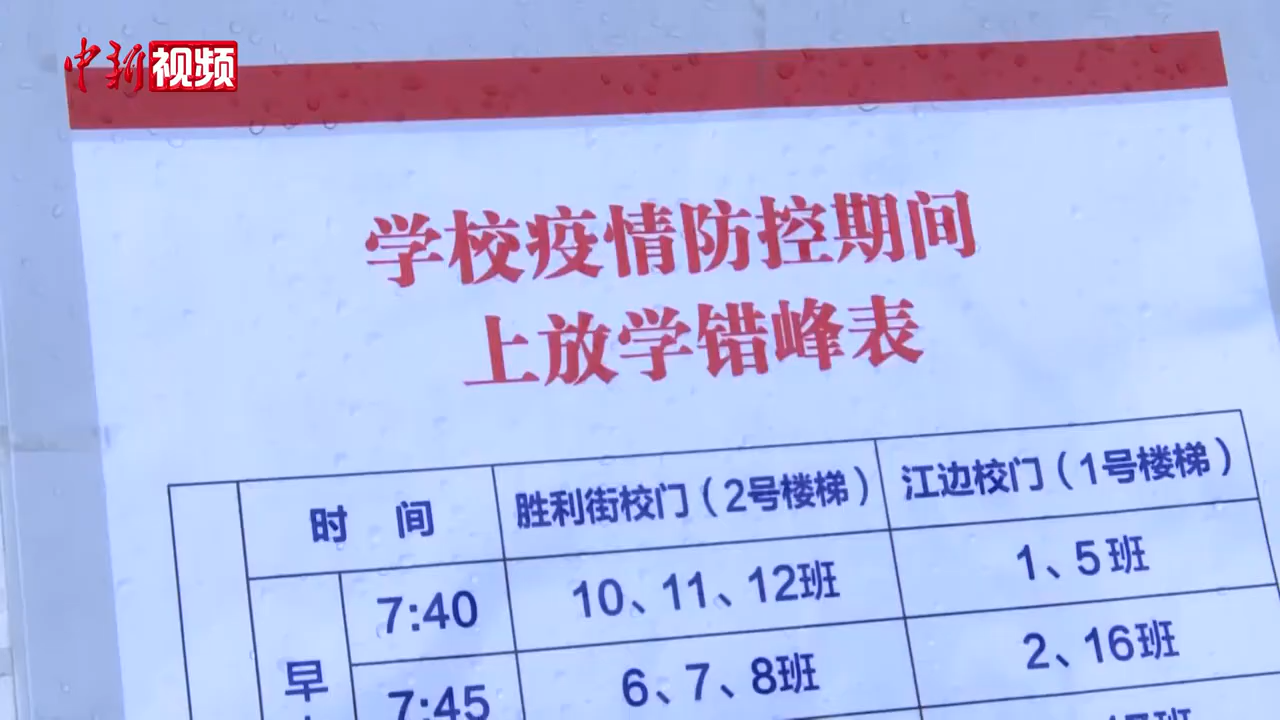 中新视频
学校疫情防控期间
上放学错峰表
时 间 胜利街校门（2号楼梯） 江边校门（1号楼梯）
7:40 10、11、12班 1、5班
早 7:45 6、7、8班 2、16班